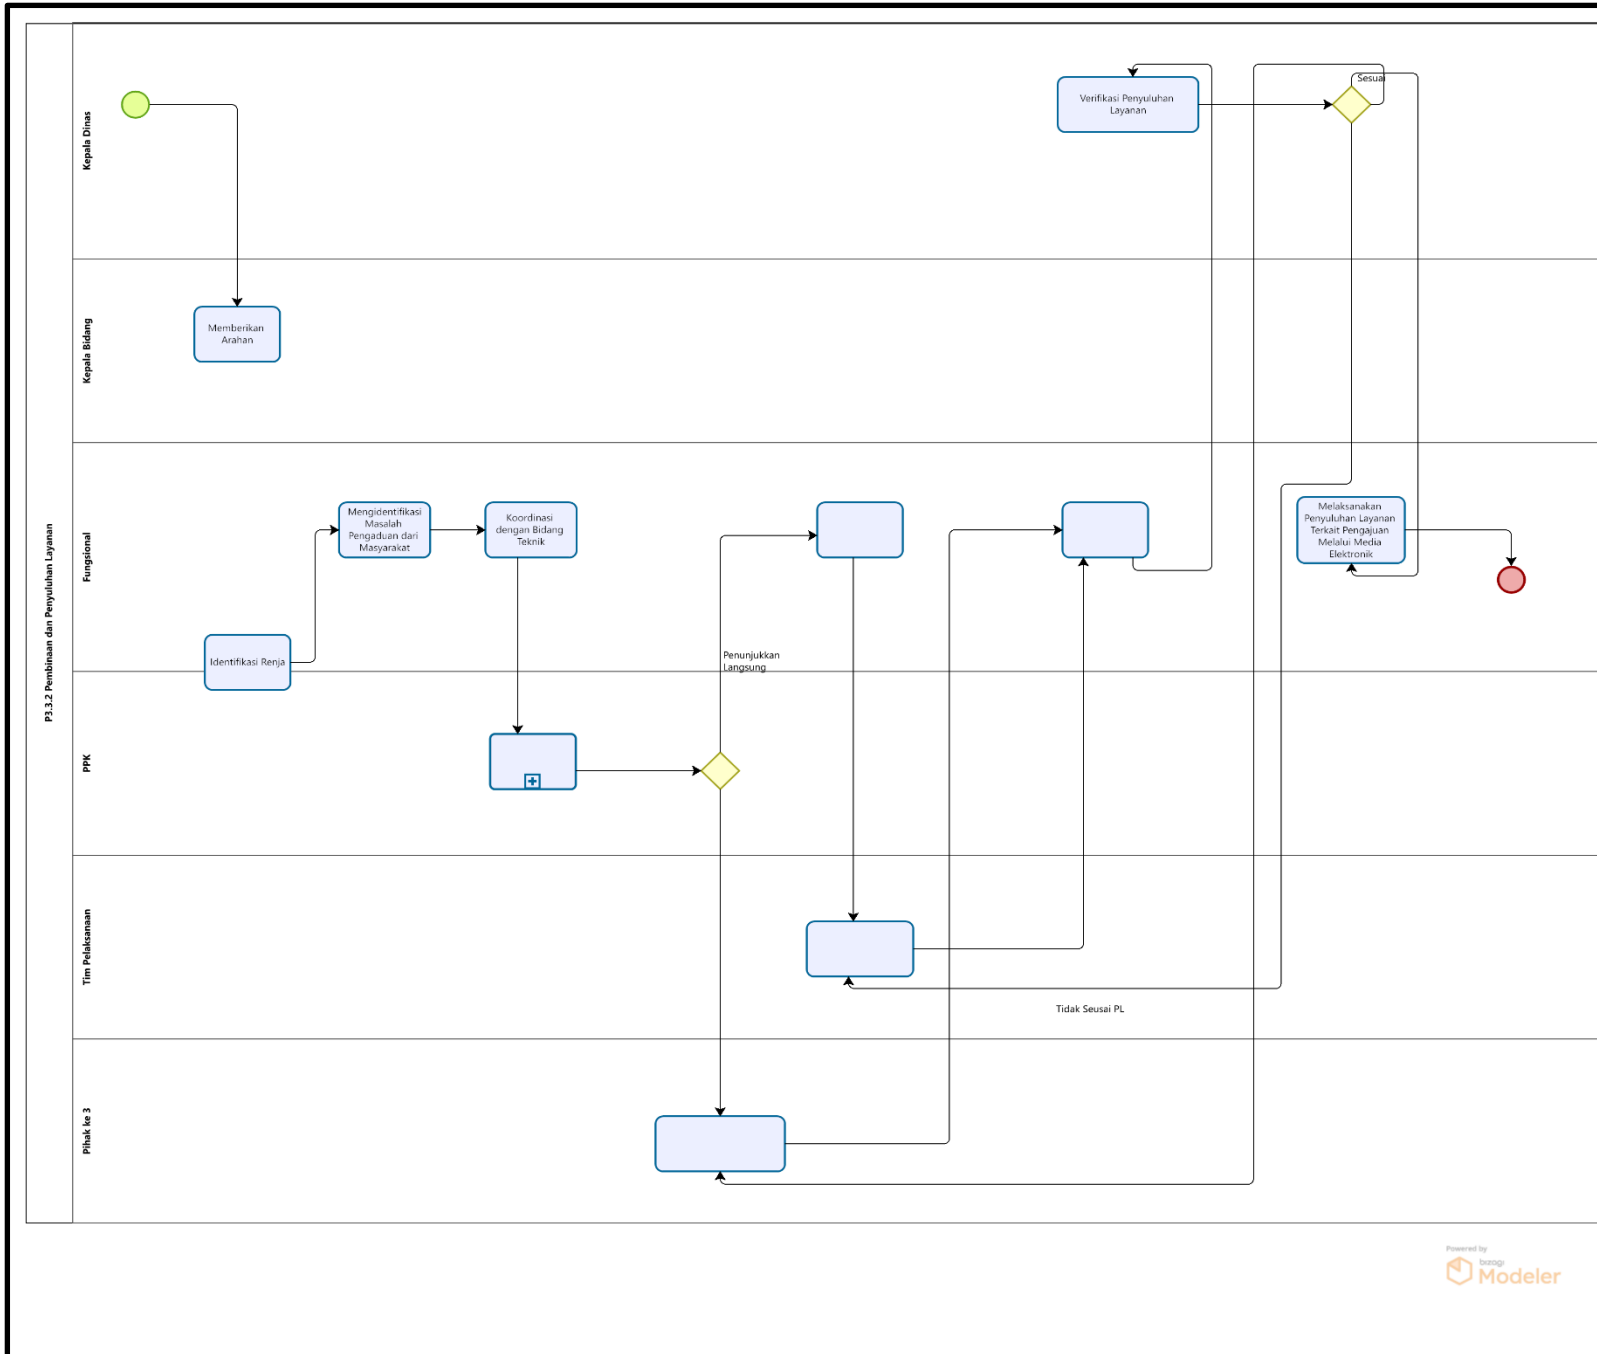 P3.3.2 Pembinaan dan Penyuluhan Layanan
Kepala Dinas
Verifikasi Penyuluhan
Layanan
Sesuai
Kepala Bidang
Memberikan
Arahan
Fungsional
Mengidentifikasi
Masalah
Pengaduan dari
Masyarakat
Koordinasi
dengan Bidang
Teknik
Melaksanakan
Penyuluhan Layanan
Terkait Pengajuan
Melalui Media
Elektronik
Identifikasi Renja
Penunjukkan
Langsung
PPK
Tim Pelaksanaan
Tidak Seusai PL
Pihak ke 3
Powered by
bizagi
Modeler